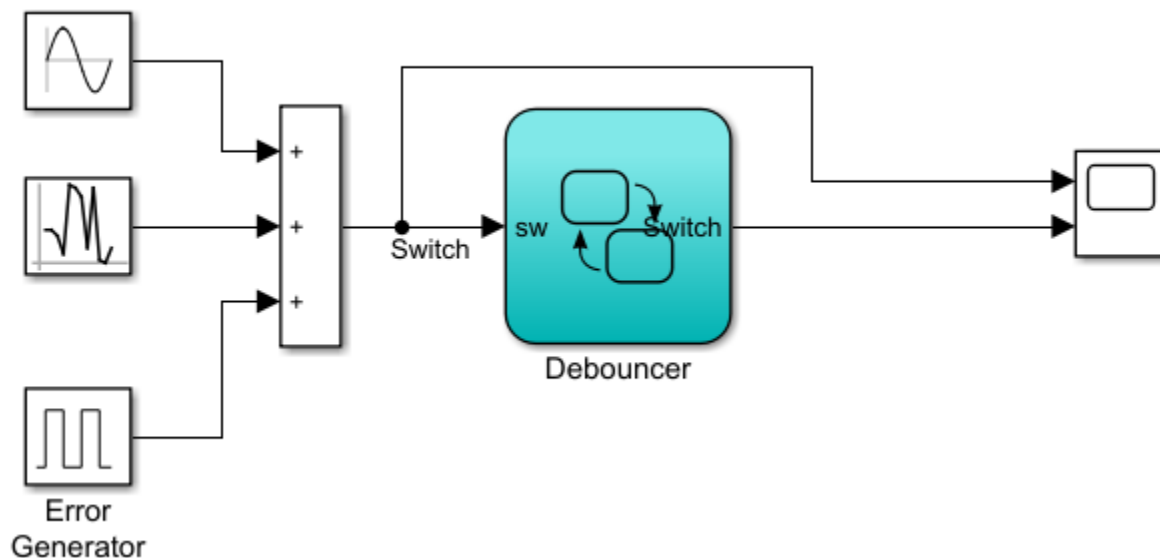 +
+
+
Switch
sw
Switch
Debouncer
Error
Generator